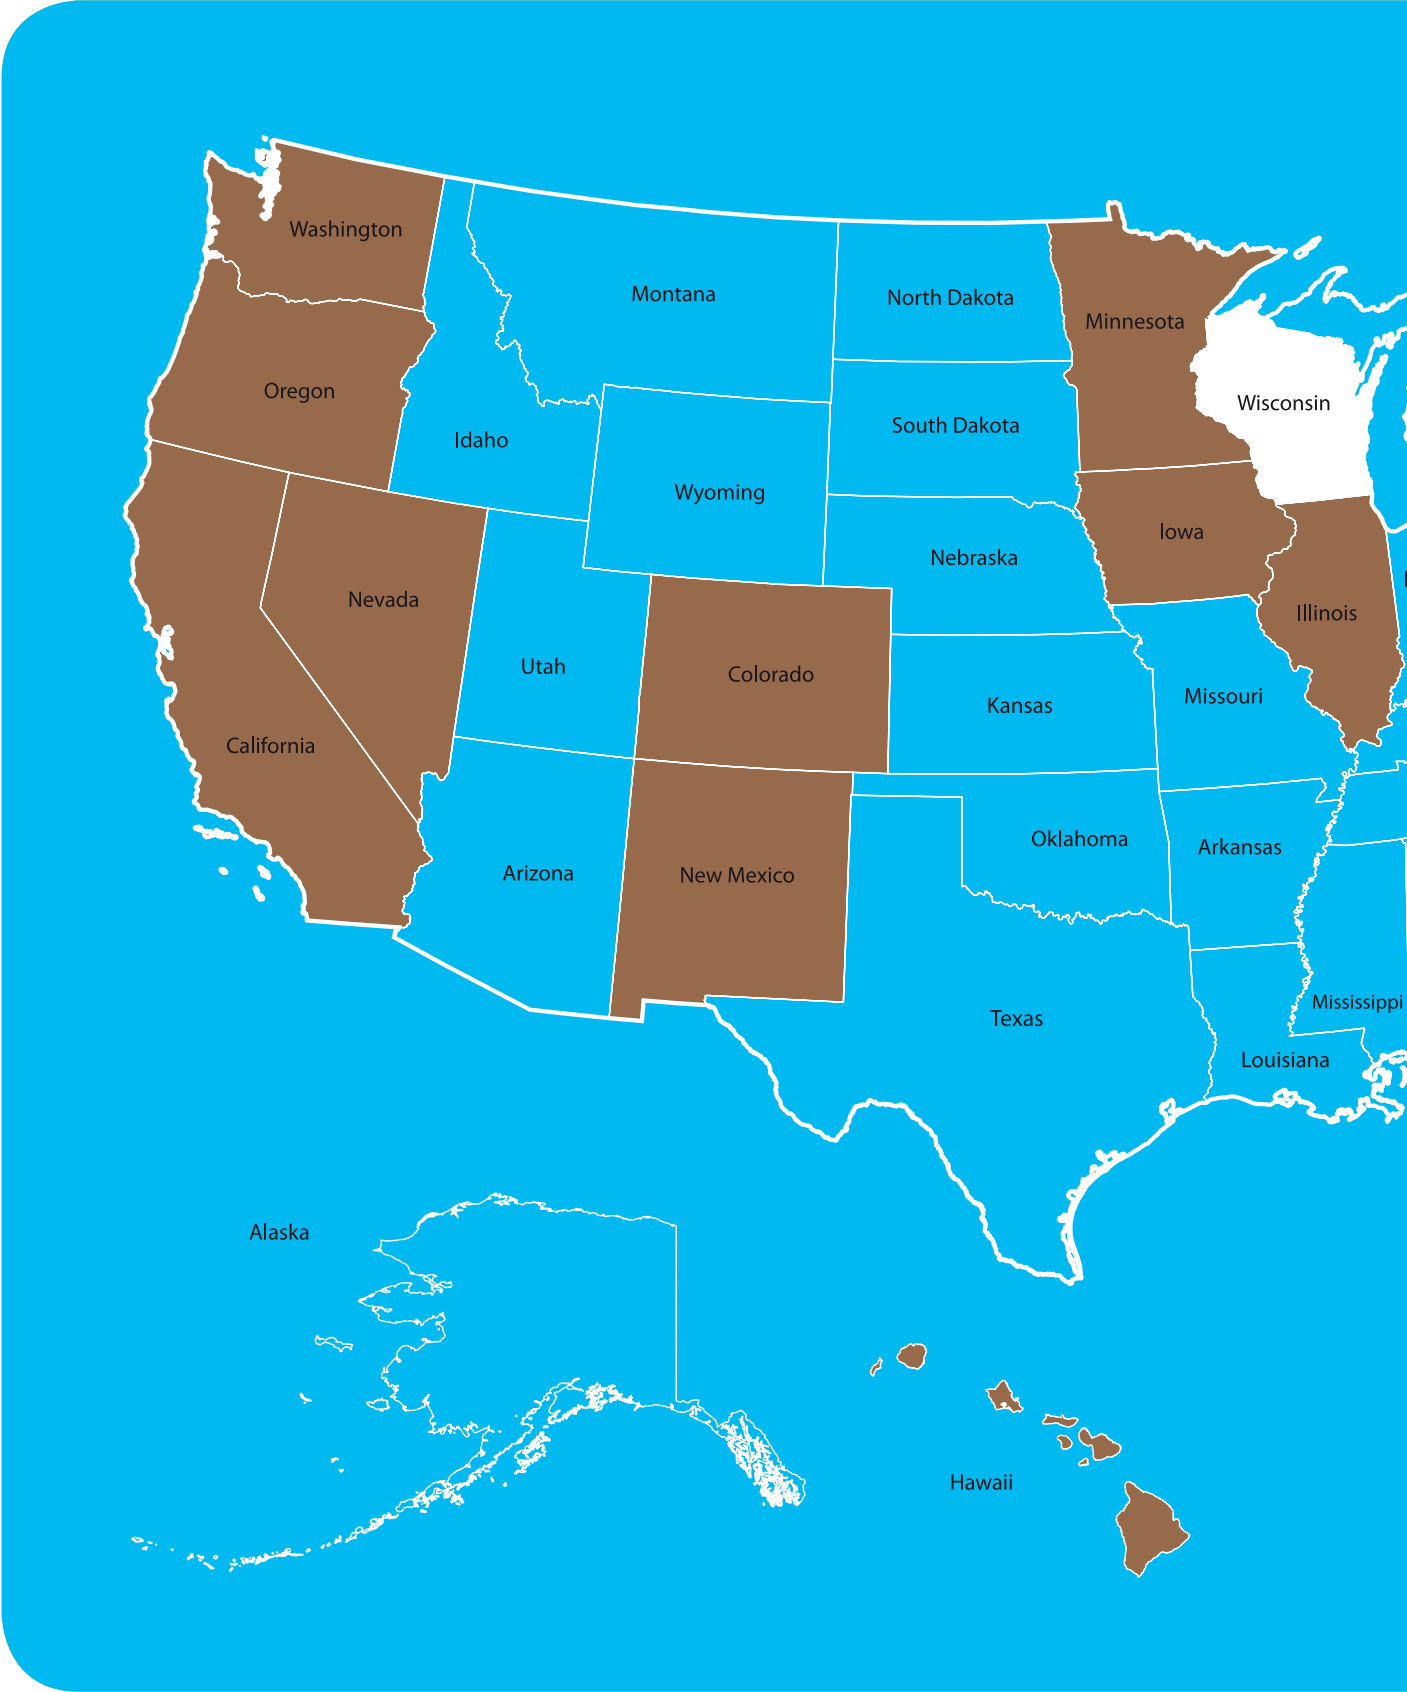 Washington
Montana
North Dakota
Minnesota
Oregon
Wisconsin
South Dakota
Idaho
Wyoming
Iowa
Nebraska
Nevada
Illinois
Utah
Colorado
Missouri
Kansas
California
Oklahoma
Arkansas
Arizona
New Mexico
Mississippi
Texas
Louisiana
Alaska
Hawaii